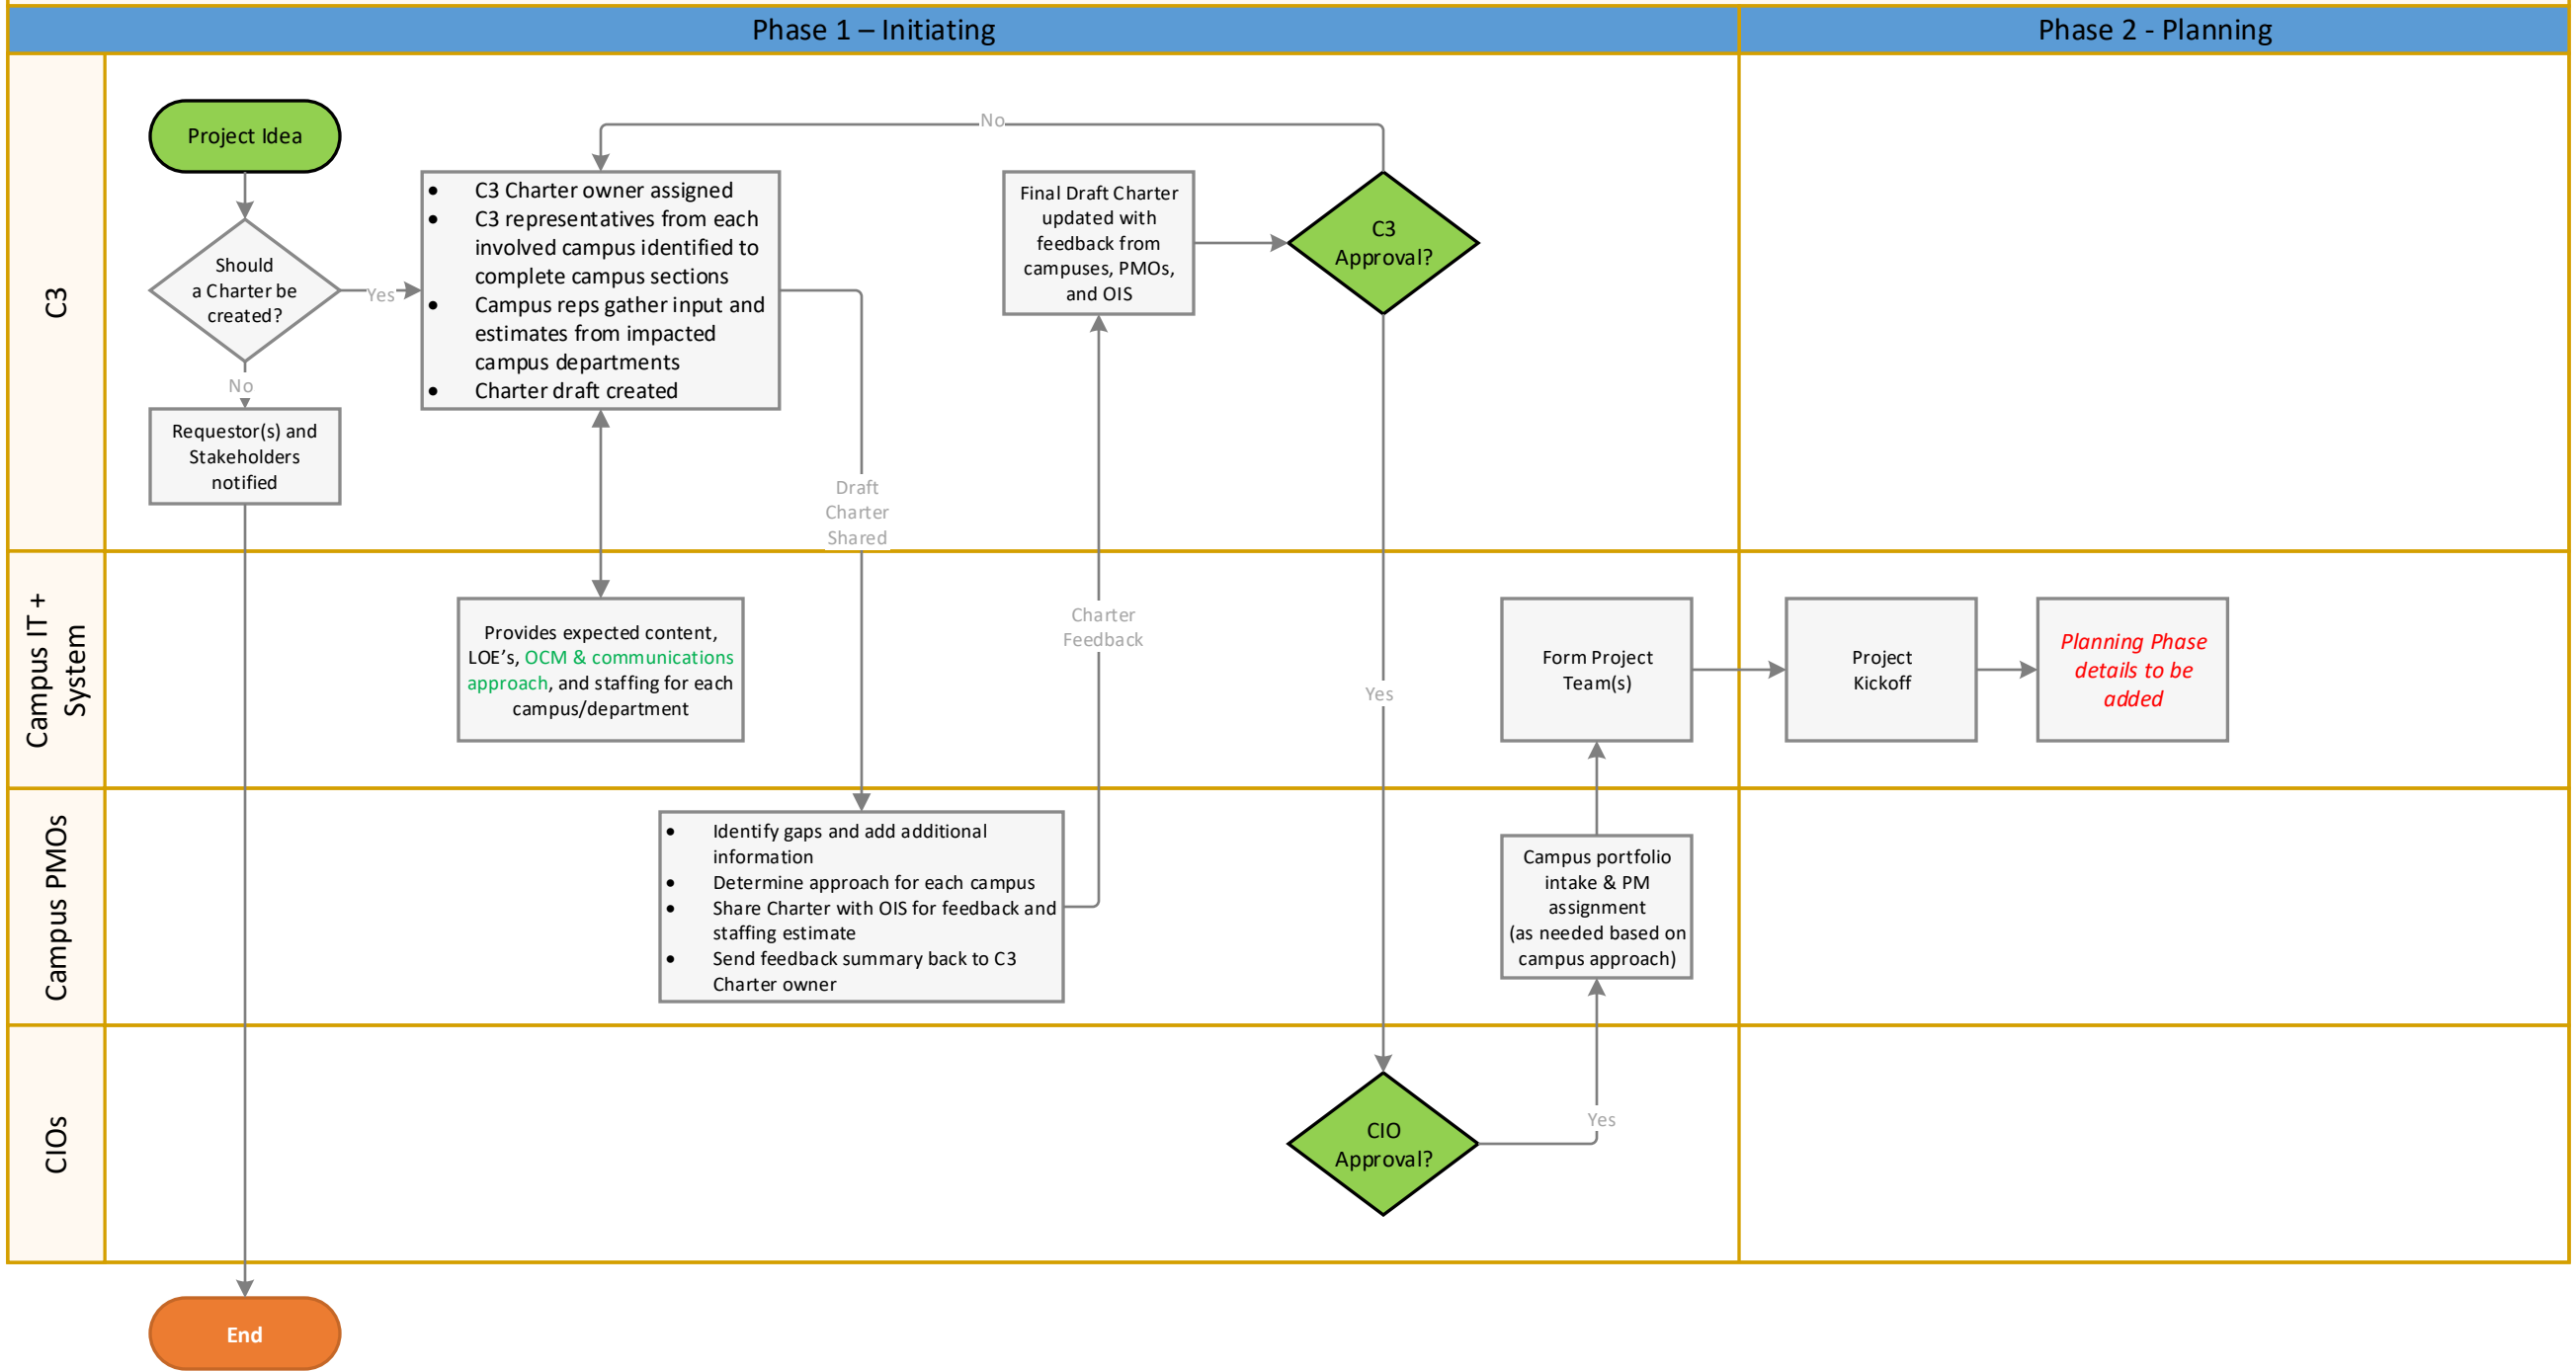 Phase 1 – Initiating
Phase 2 - Planning
C3
Project Idea
Should
a Charter be
created?
Yes
No
Requestor(s) and
Stakeholders
notified
• C3 Charter owner assigned
• C3 representatives from each
involved campus identified to
complete campus sections
• Campus reps gather input and
estimates from impacted
campus departments
• Charter draft created
No
Draft
Charter
Shared
Final Draft Charter
updated with
feedback from
campuses, PMOs,
and OIS
C3
Approval?
Campus IT +
System
Provides expected content,
LOE’s, OCM & communications
approach, and staffing for each
campus/department
Charter
Feedback
Yes
Form Project
Team(s)
Project
Kickoff
Planning Phase
details to be
added
Campus PMOs
• Identify gaps and add additional
information
• Determine approach for each campus
• Share Charter with OIS for feedback and
staffing estimate
• Send feedback summary back to C3
Charter owner
Campus portfolio
intake & PM
assignment
(as needed based on
campus approach)
CIOs
CIO
Approval?
Yes
End